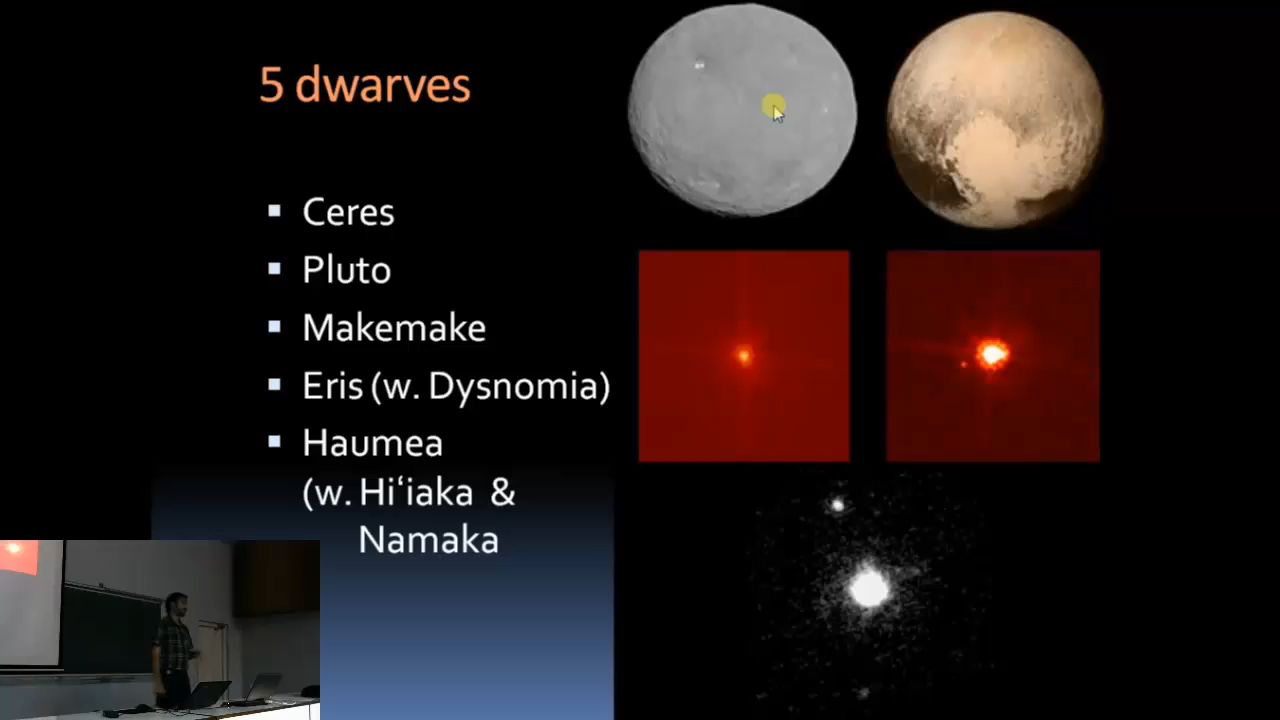 5 dwarves
Ceres
Pluto
Makemake
Eris (w. Dysnomia)
Haumea
(w. Hiʻiaka &
Namaka